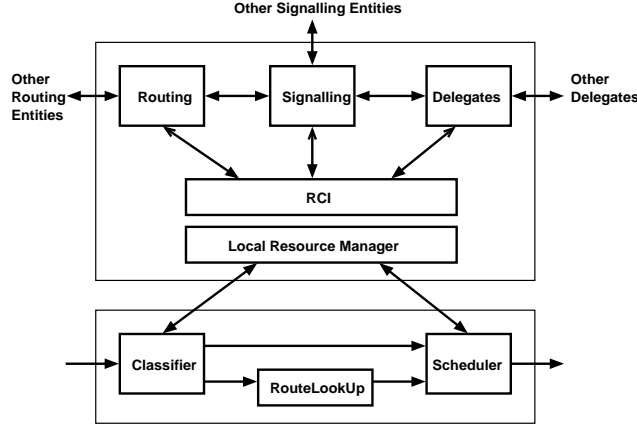 Other Signalling Entities
Other
Routing
Entities
Routing
Signalling
Delegates
Other
Delegates
RCI
Local Resource Manager
Classifier
RouteLookUp
Scheduler